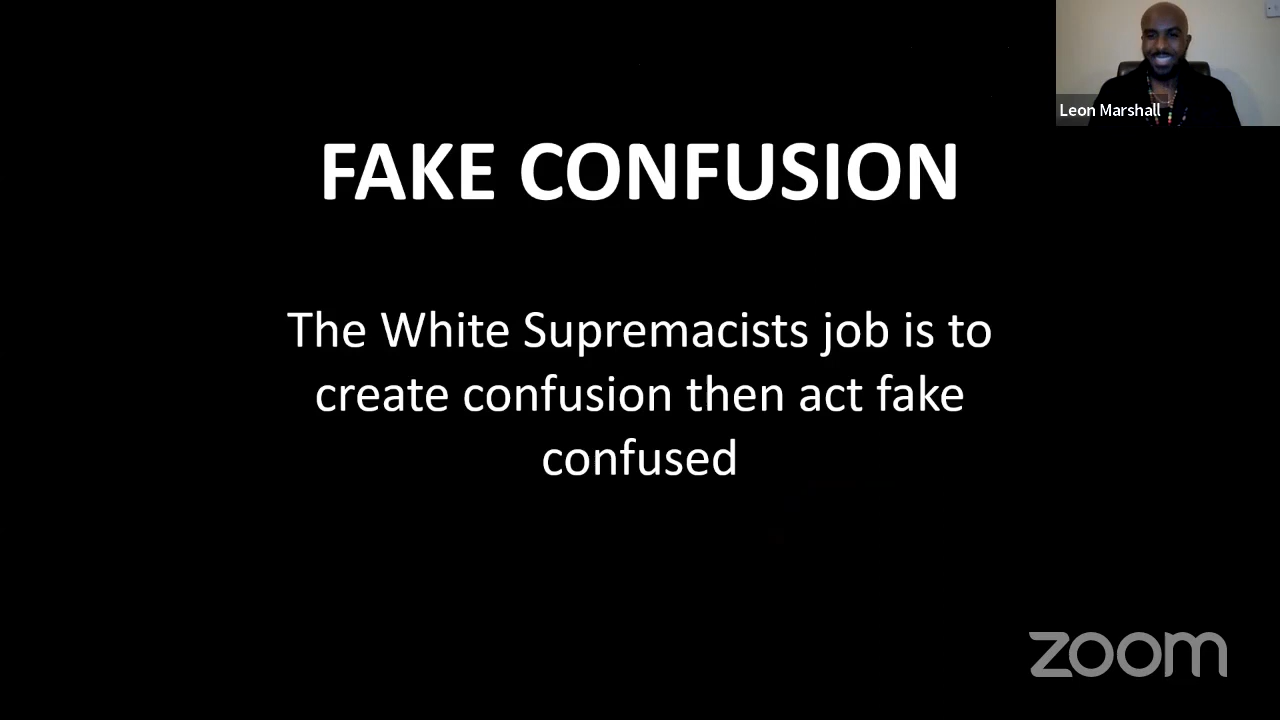 Leon Marshall
FAKE CONFUSION
The White Supremacists job is to
create confusion then act fake
confused
zoom